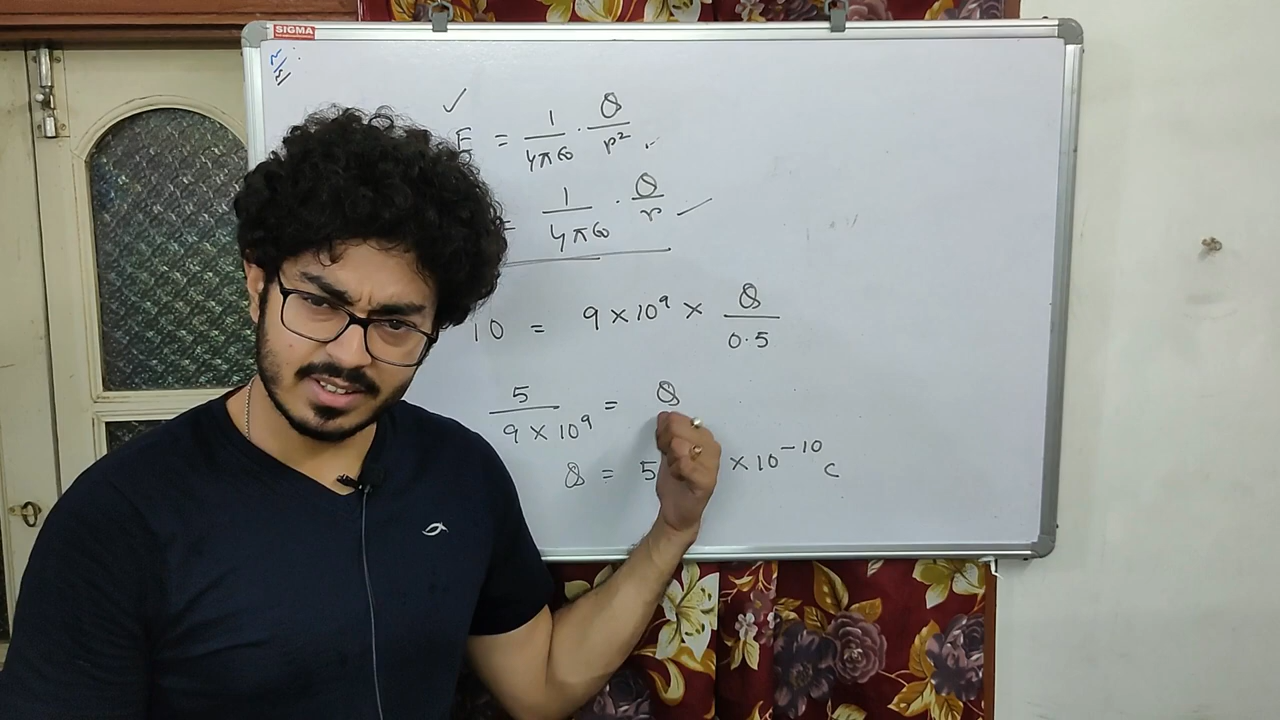 SIGMA
N/S
✓ E = 1/4πϵ₀ · Q/r²
= 1/4πϵ₀ · Q/r ✓
10 = 9 × 10⁹ × Q/0.5
5/9 × 10⁹ = Q
Q = 5 × 10⁻¹⁰ C